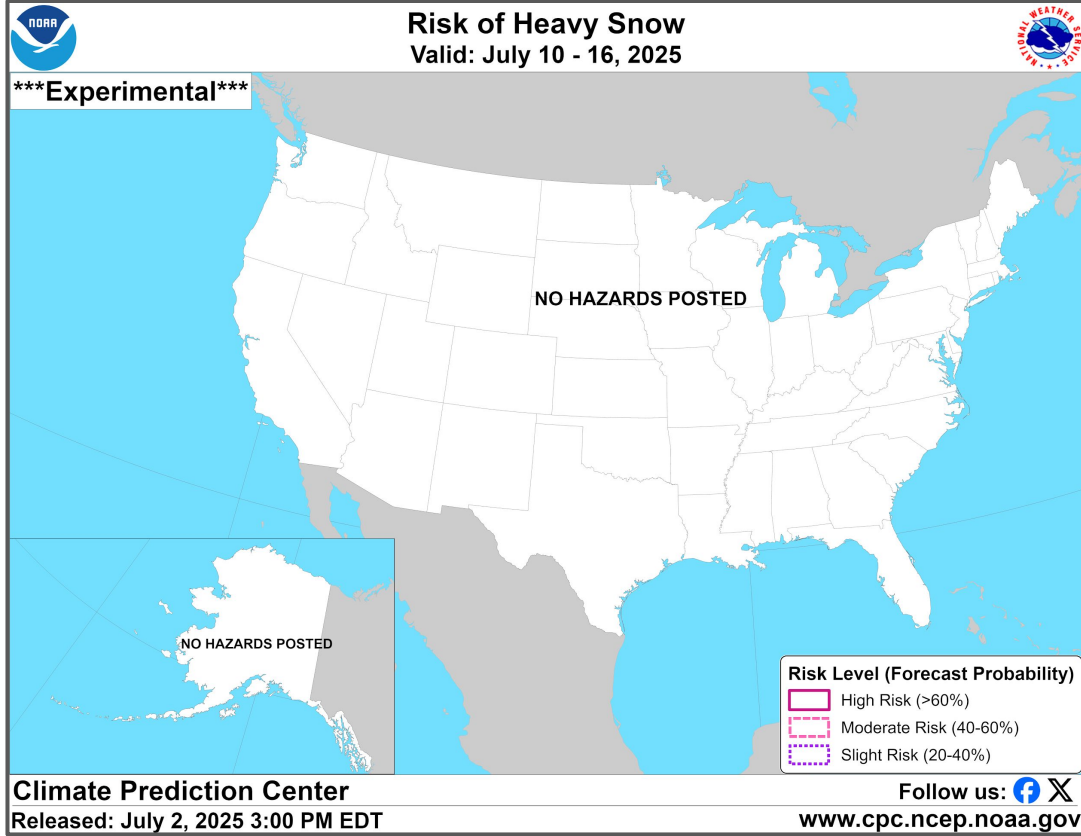 NOAA
Risk of Heavy Snow
Valid: July 10 - 16, 2025
NATIONAL WEATHER SERVICE
***Experimental***
NO HAZARDS POSTED
NO HAZARDS POSTED
Risk Level (Forecast Probability)
High Risk (>60%)
Moderate Risk (40-60%)
Slight Risk (20-40%)
Climate Prediction Center
Follow us:
Released: July 2, 2025 3:00 PM EDT
www.cpc.ncep.noaa.gov